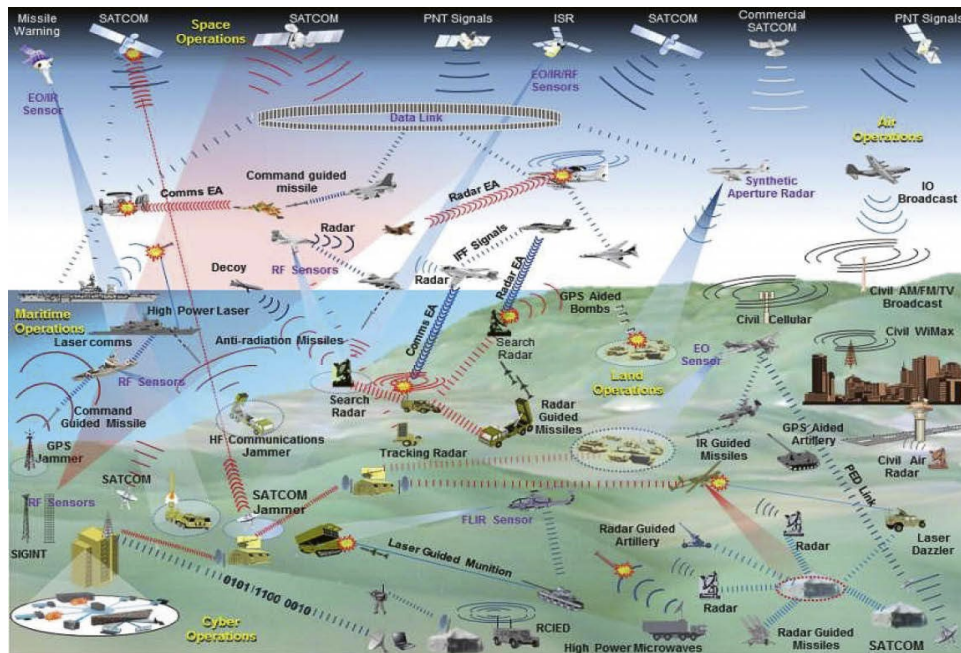 Missile
Warning
SATCOM
Space
Operations
SATCOM
PNT Signals
ISR
SATCOM
Commercial
SATCOM
PNT Signals
EO/IR
Sensor
EO/IR/RF
Sensors
Data Link
Air
Operations
Comms EA
Command guided
missile
Radar EA
Synthetic
Aperture Radar
IO
Broadcast
Radar
RF Sensors
IFF Signals
Radar
Decoy
Radar EA
Comms EA
GPS Aided
Bombs
Civil AM/FM/TV
Broadcast
Maritime
Operations
High Power Laser
Laser comms
Anti-radiation Missiles
Search
Radar
Civil Cellular
Civil WiMax
RF Sensors
EO
Sensor
Land
Operations
Command
Guided Missile
Search
Radar
HF Communications
Jammer
Radar
Guided
Missiles
Tracking Radar
IR Guided
Missiles
GPS Aided
Artillery
Civil Air
Radar
GPS
Jammer
SATCOM
RF Sensors
SIGINT
SATCOM
Jammer
FLIR Sensor
PED Link
Laser
Dazzler
Radar Guided
Artillery
Radar
Laser Guided Munition
0101 1100 0010
Radar
Cyber
Operations
RCIED
High Power Microwaves
Radar Guided
Missiles
SATCOM